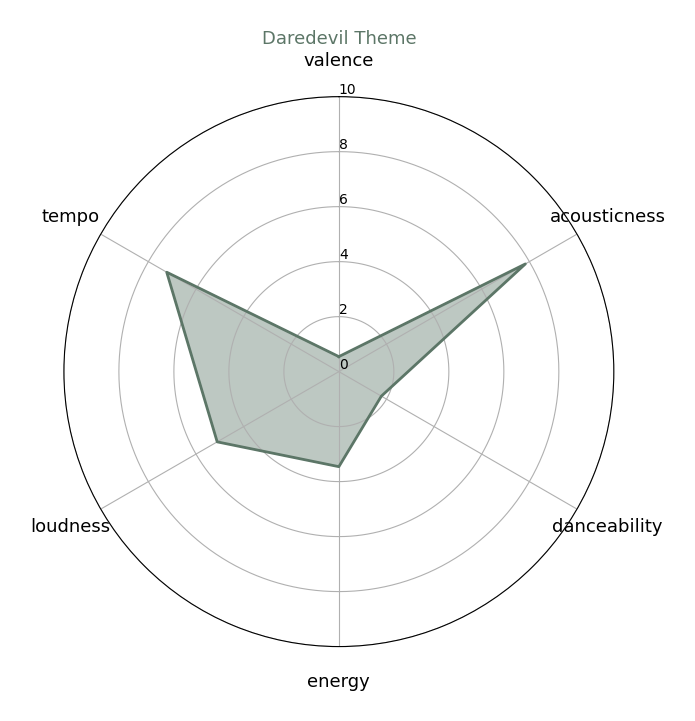 Daredevil Theme
valence
10
8
tempo
acousticness
6
4
2
0
loudness
danceability
energy